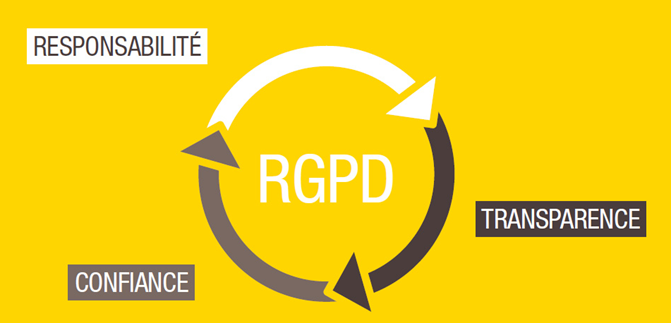 RESPONSABILITÉ
RGPD
TRANSPARENCE
CONFIANCE